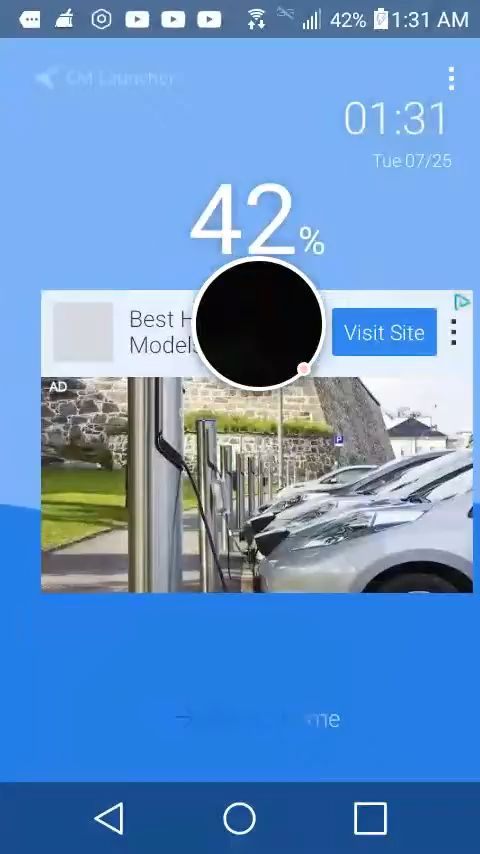 42% 1:31 AM
CM Launcher
01:31
Tue 07/25
42%
Best
Models
Visit Site
AD
P